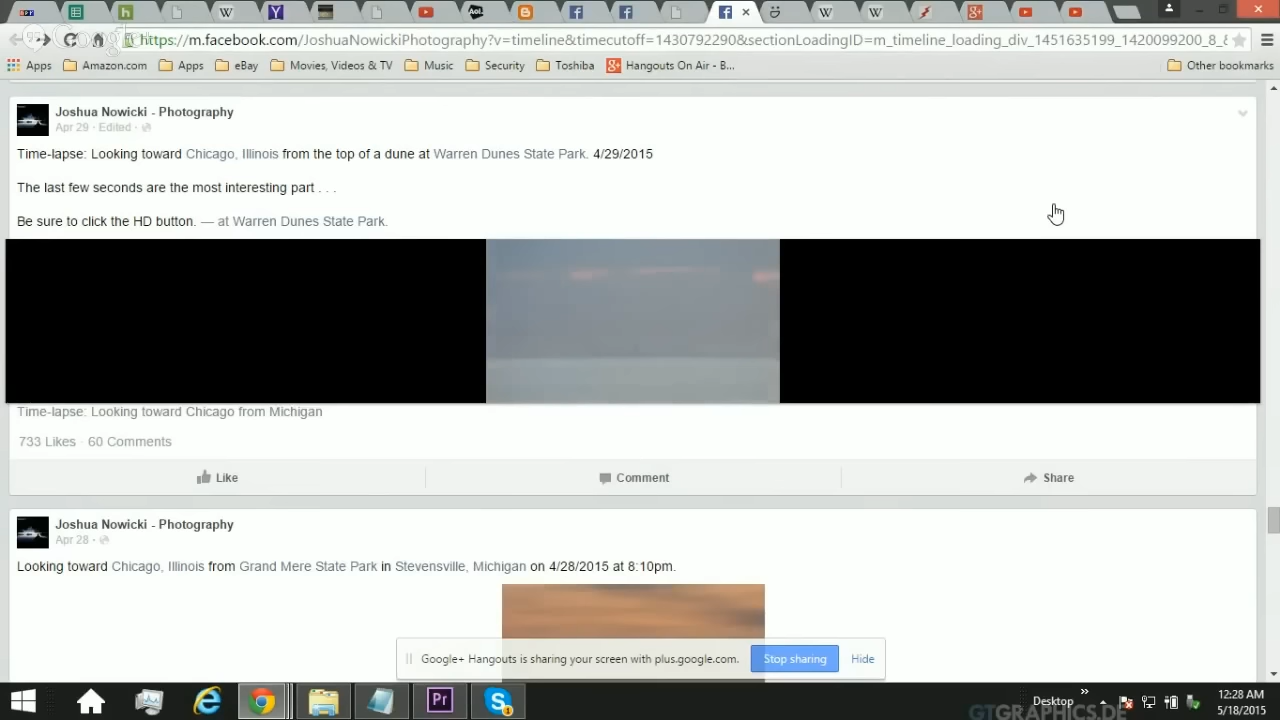 https://m.facebook.com/JoshuaNowickiPhotography?v=timeline&timecutoff=1430792290&sectionLoadingID=m_timeline_loading_div_1451635199_1420099200_8_
Apps Amazon.com Apps eBay Movies, Videos & TV Music Security Toshiba Hangouts On Air - B... Other bookmarks
Joshua Nowicki - Photography
Apr 29 · Edited ·
Time-lapse: Looking toward Chicago, Illinois from the top of a dune at Warren Dunes State Park. 4/29/2015
The last few seconds are the most interesting part . . .
Be sure to click the HD button. — at Warren Dunes State Park.
Time-lapse: Looking toward Chicago from Michigan
733 Likes · 60 Comments
Like Comment Share
Joshua Nowicki - Photography
Apr 28 ·
Looking toward Chicago, Illinois from Grand Mere State Park in Stevensville, Michigan on 4/28/2015 at 8:10pm.
Google+ Hangouts is sharing your screen with plus.google.com. Stop sharing Hide
Pr
Desktop
12:28 AM
5/18/2015
GTGRAPHICS.DE